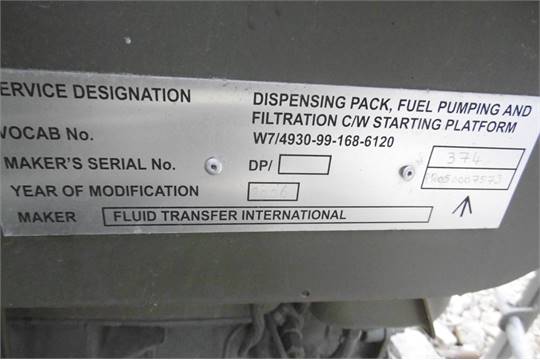 ERVICE DESIGNATION DISPENSING PACK, FUEL PUMPING AND
FILTRATION C/W STARTING PLATFORM
VOCAB No. W7/4930-99-168-6120
MAKER'S SERIAL No. DP/ 374
YEAR OF MODIFICATION 2006
MAKER FLUID TRANSFER INTERNATIONAL